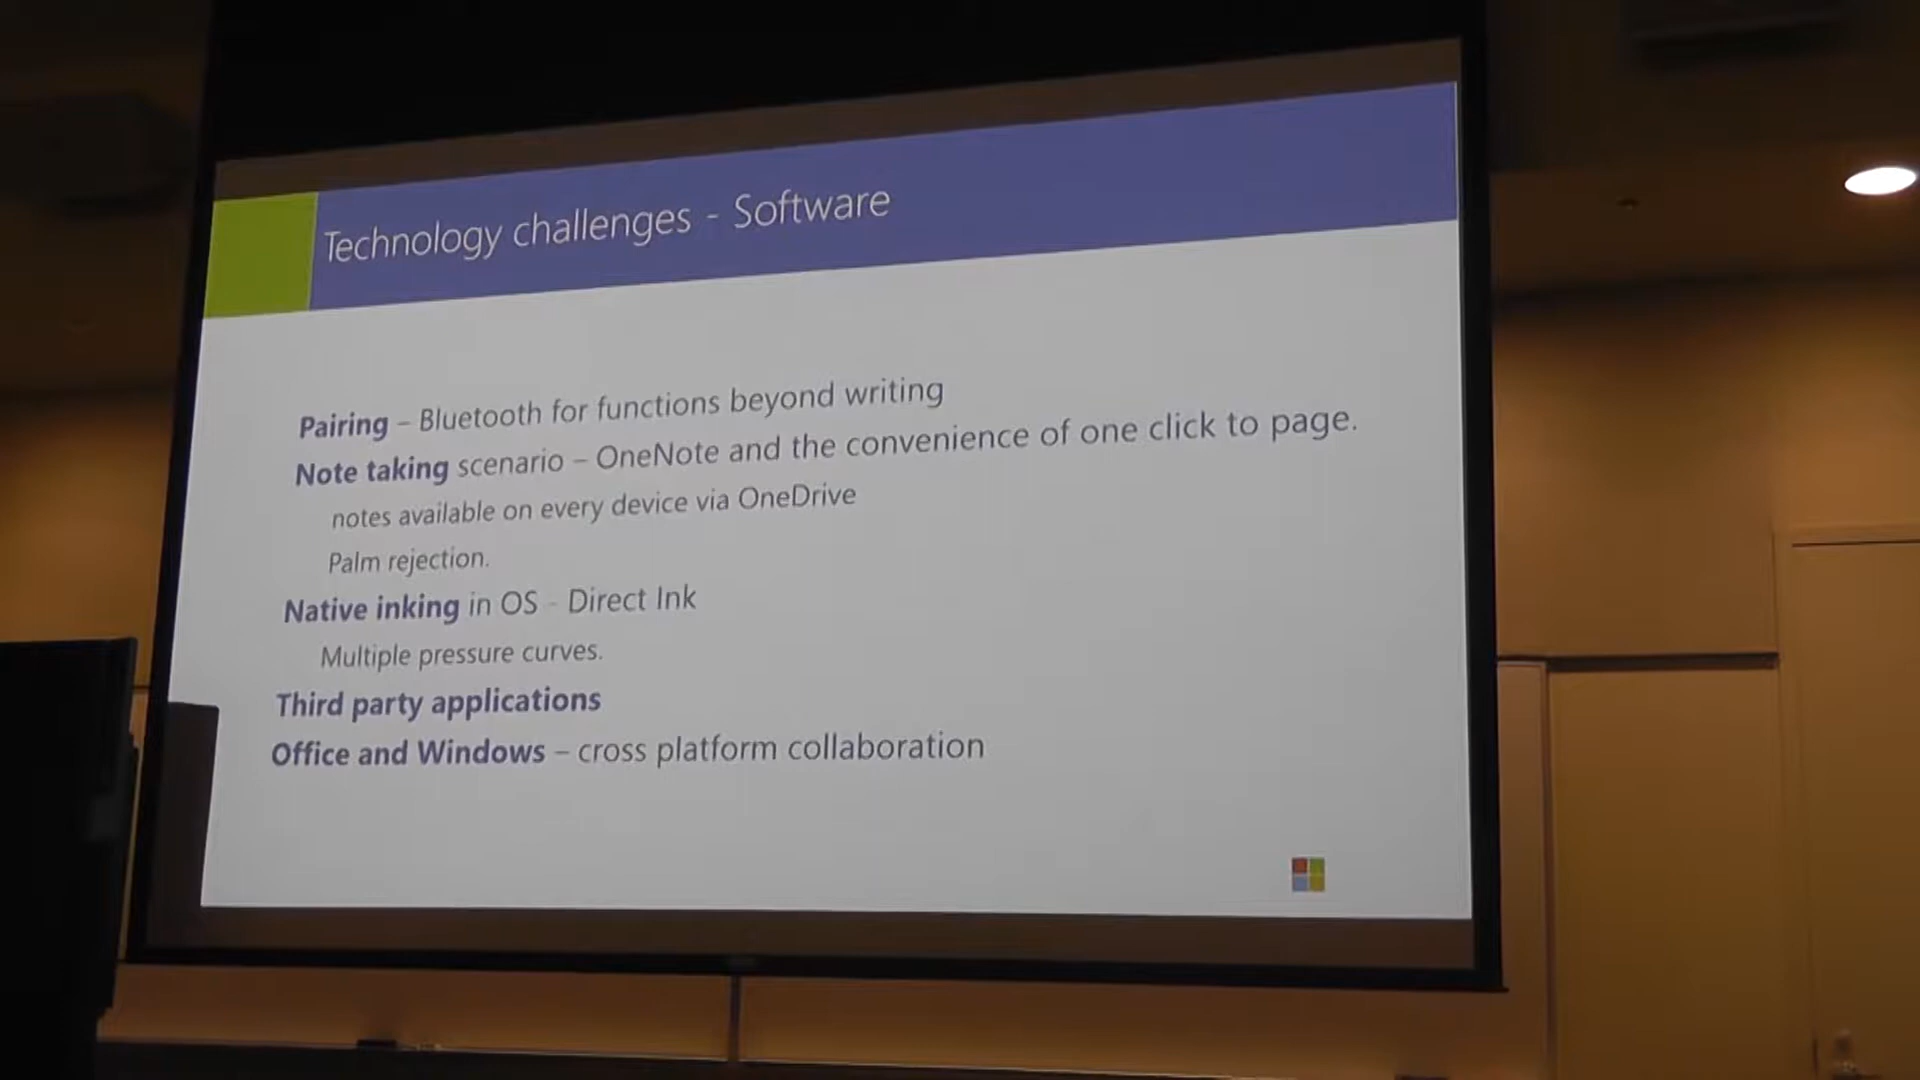 Technology challenges - Software
Pairing – Bluetooth for functions beyond writing
Note taking scenario – OneNote and the convenience of one click to page.
notes available on every device via OneDrive
Palm rejection.
Native inking in OS - Direct Ink
Multiple pressure curves.
Third party applications
Office and Windows – cross platform collaboration